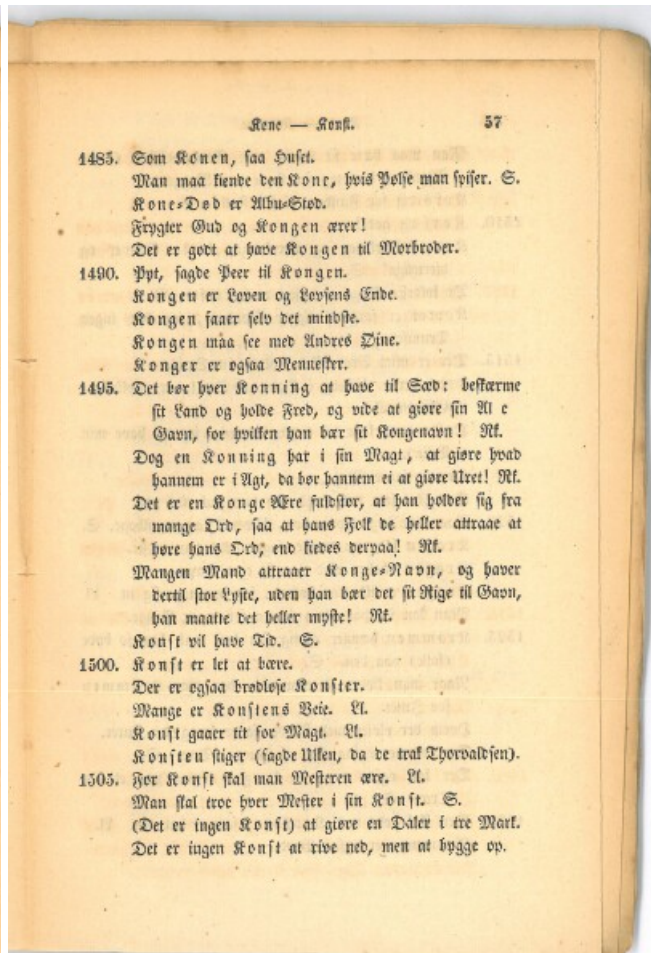 Kone — Konst. 57
1485. Som Konen, saa Huset.
Man maa kiende den Kone, hvis Pølse man spiser. S.
Kone-Død er Albu-Stød.
Frygter Gud og Kongen ærer!
Det er godt at have Kongen til Morbroder.
1490. Pyt, sagde Peer til Kongen.
Kongen er Loven og Lovsens Ende.
Kongen faaer selv det mindste.
Kongen maa see med Andres Øine.
Konger er ogsaa Mennesker.
1495. Det bør hver Konning at have til Sæd: beskærme
sit Land og holde Fred, og vide at giøre sin Al e
Gavn, for hvilken han bær sit Kongenavn! Rk.
Dog en Konning har i sin Magt, at giøre hvad
hannem er i Agt, da bør hannem ei at giøre Uret! Rk.
Det er en Konge Ære fuldstor, at han holder sig fra
mange Ord, saa at hans Folk de heller attraae at
høre hans Ord, end kiedes derpaa! Rk.
Mangen Mand attraaer Konge-Navn, og haver
dertil stor Lyste, uden han bær det sit Rige til Gavn,
han maatte det heller myste! Rk.
Konst vil have Tid. S.
1500. Konst er let at bære.
Der er ogsaa brødløse Konster.
Mange er Konstens Veie. Ll.
Konst gaaer tit for Magt. Ll.
Konsten stiger (sagde Ulken, da de trak Thorvaldsen).
1505. For Konst skal man Mesteren ære. Ll.
Man skal troe hver Mester i sin Konst. S.
(Det er ingen Konst) at giøre en Daler i tre Mark.
Det er ingen Konst at rive ned, men at bygge op.